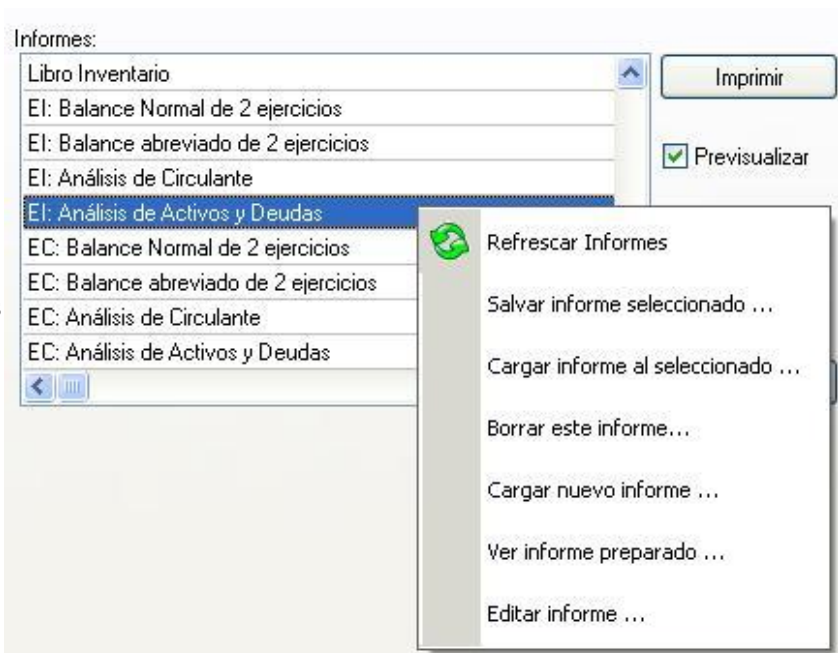 Informes:
Libro Inventario
EI: Balance Normal de 2 ejercicios
EI: Balance abreviado de 2 ejercicios
EI: Análisis de Circulante
EI: Análisis de Activos y Deudas
EC: Balance Normal de 2 ejercicios
EC: Balance abreviado de 2 ejercicios
EC: Análisis de Circulante
EC: Análisis de Activos y Deudas
Imprimir
Previsualizar
Refrescar Informes
Salvar informe seleccionado ...
Cargar informe al seleccionado ...
Borrar este informe...
Cargar nuevo informe ...
Ver informe preparado ...
Editar informe ...